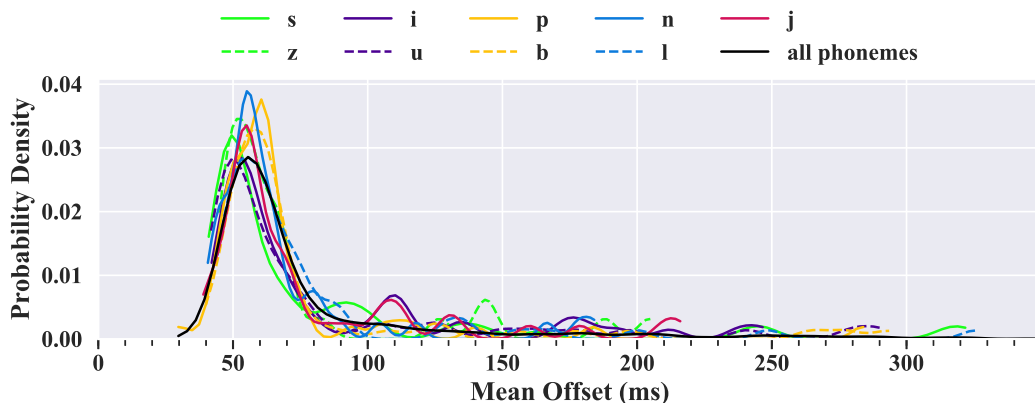 s i p n j
z u b l all phonemes
0.04
0.03
0.02
0.01
0.00
Probability Density
0 50 100 150 200 250 300
Mean Offset (ms)